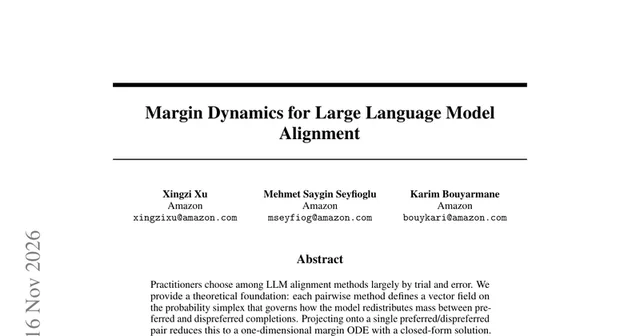 Margin Dynamics for Large Language Model
Alignment
Xingzi Xu
Amazon
xingzixu@amazon.com
Mehmet Saygin Seyfioglu
Amazon
mseyfiog@amazon.com
Karim Bouyarmane
Amazon
bouykari@amazon.com
Abstract
Practitioners choose among LLM alignment methods largely by trial and error. We
provide a theoretical foundation: each pairwise method defines a vector field on
the probability simplex that governs how the model redistributes mass between pre-
ferred and dispreferred completions. Projecting onto a single preferred/dispreferred
pair reduces this to a one-dimensional margin ODE with a closed-form solution.
16 Nov 2026